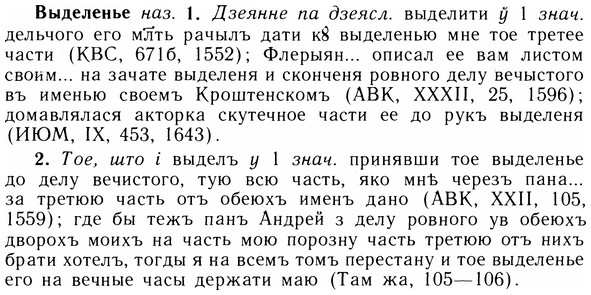 Выделенье наз. 1. Дзеянне па дзеясл. выделити ў 1 знач.
дельчого его мл҃ть рачылъ дати кꙋ выделенью мне тое третее
части (КВС, 671б, 1552); Флерыян... описал ее вам листом
своим... на зачате выделеня и сконченя ровного делу вечыстого
въ именью своемъ Кроштенскомъ (АВК, XXXII, 25, 1596);
домавлялася акторка скутечное части ее до рукъ выделеня
(ИЮМ, IX, 453, 1643).
2. Тое, што і выделъ у 1 знач. принявши тое выделенье
до делу вечистого, тую всю часть, яко мнѣ через̾ пана...
за третюю часть отъ обеюхъ именъ дано (АВК, XXII, 105,
1559); где бы тежъ панъ Андрей з делу ровного ув обеюхъ
дворохъ моихъ на часть мою порозну часть третюю отъ нихъ
брати хотелъ, тогды я на всемъ томъ перестану и тое выделенье
его на вечные часы держати маю (Там жа, 105—106).